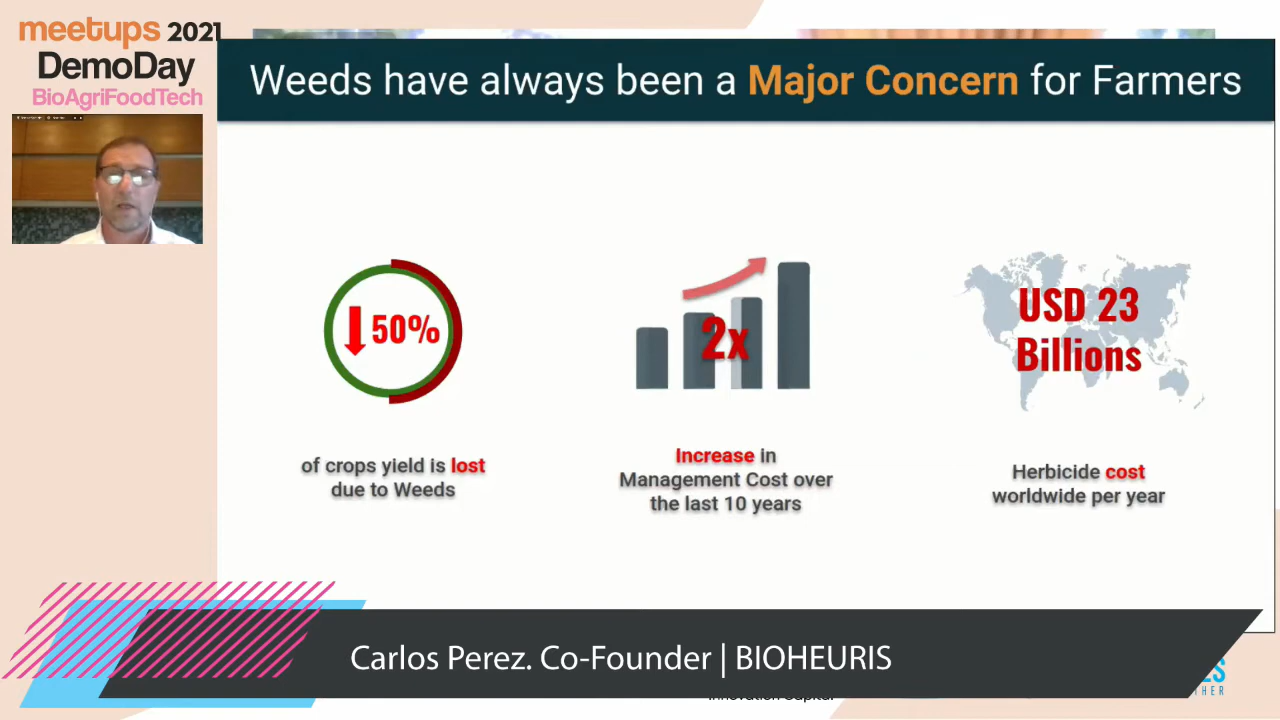 meetups 2021
DemoDay
BioAgriFoodTech
Weeds have always been a Major Concern for Farmers
50%
of crops yield is lost
due to Weeds
2x
Increase in
Management Cost over
the last 10 years
USD 23
Billions
Herbicide cost
worldwide per year
Carlos Perez. Co-Founder | BIOHEURIS